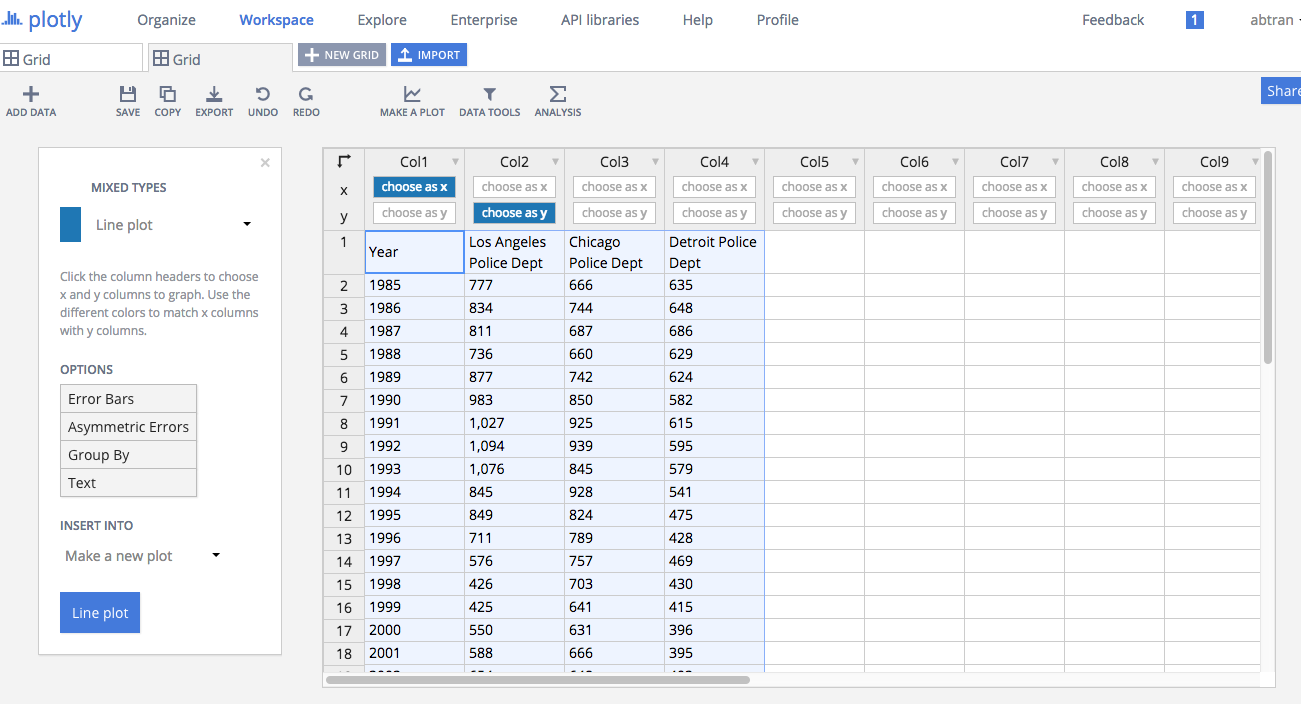 plotly Organize Workspace Explore Enterprise API libraries Help Profile Feedback 1 abtran
Grid Grid NEW GRID IMPORT
ADD DATA SAVE COPY EXPORT UNDO REDO MAKE A PLOT DATA TOOLS ANALYSIS Share
MIXED TYPES
Line plot
Click the column headers to choose
x and y columns to graph. Use the
different colors to match x columns
with y columns.
OPTIONS
Error Bars
Asymmetric Errors
Group By
Text
INSERT INTO
Make a new plot
Line plot
Col1 Col2 Col3 Col4 Col5 Col6 Col7 Col8 Col9
x choose as x choose as x choose as x choose as x choose as x choose as x choose as x choose as x choose as x
y choose as y choose as y choose as y choose as y choose as y choose as y choose as y choose as y choose as y
1 Year Los Angeles Police Dept Chicago Police Dept Detroit Police Dept
2 1985 777 666 635
3 1986 834 744 648
4 1987 811 687 686
5 1988 736 660 629
6 1989 877 742 624
7 1990 983 850 582
8 1991 1,027 925 615
9 1992 1,094 939 595
10 1993 1,076 845 579
11 1994 845 928 541
12 1995 849 824 475
13 1996 711 789 428
14 1997 576 757 469
15 1998 426 703 430
16 1999 425 641 415
17 2000 550 631 396
18 2001 588 666 395